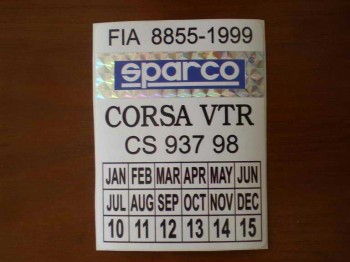 FIA 8855-1999
sparco
CORSA VTR
CS 937 98
JAN FEB MAR APR MAY JUN
JUL AUG SEP OCT NOV DEC
10 11 12 13 14 15